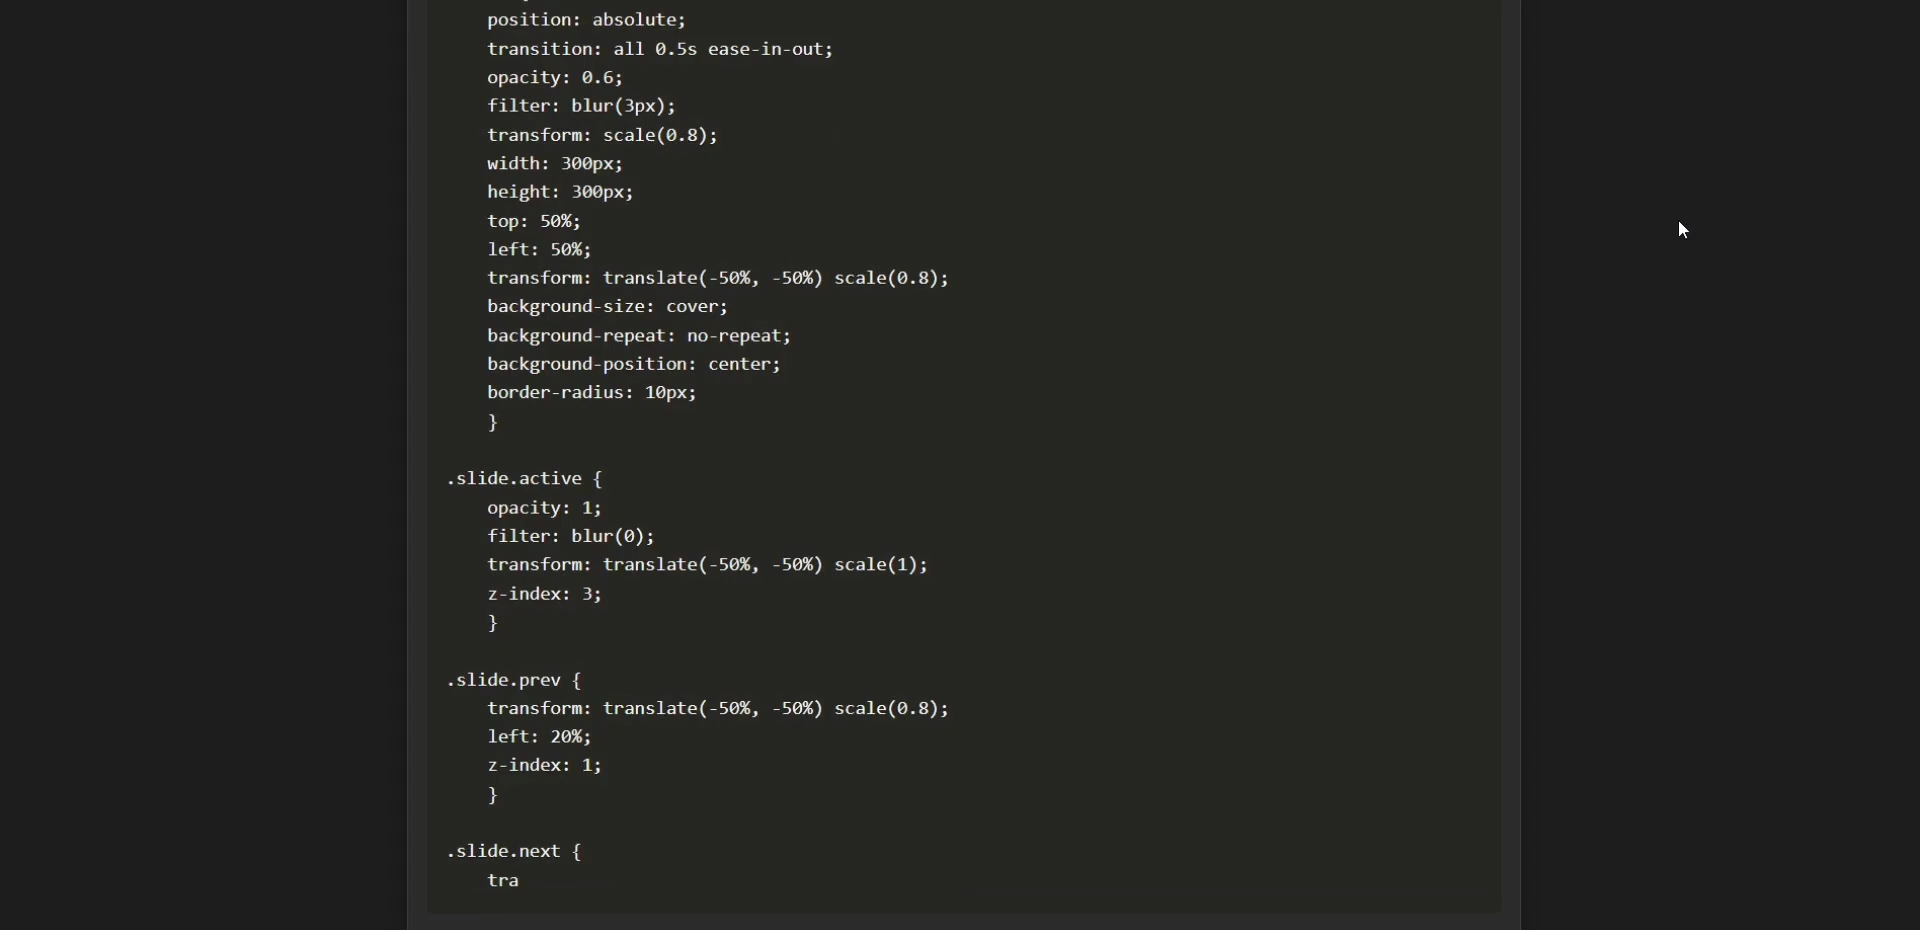 position: absolute;
transition: all 0.5s ease-in-out;
opacity: 0.6;
filter: blur(3px);
transform: scale(0.8);
width: 300px;
height: 300px;
top: 50%;
left: 50%;
transform: translate(-50%, -50%) scale(0.8);
background-size: cover;
background-repeat: no-repeat;
background-position: center;
border-radius: 10px;
}
.slide.active {
opacity: 1;
filter: blur(0);
transform: translate(-50%, -50%) scale(1);
z-index: 3;
}
.slide.prev {
transform: translate(-50%, -50%) scale(0.8);
left: 20%;
z-index: 1;
}
.slide.next {
tra